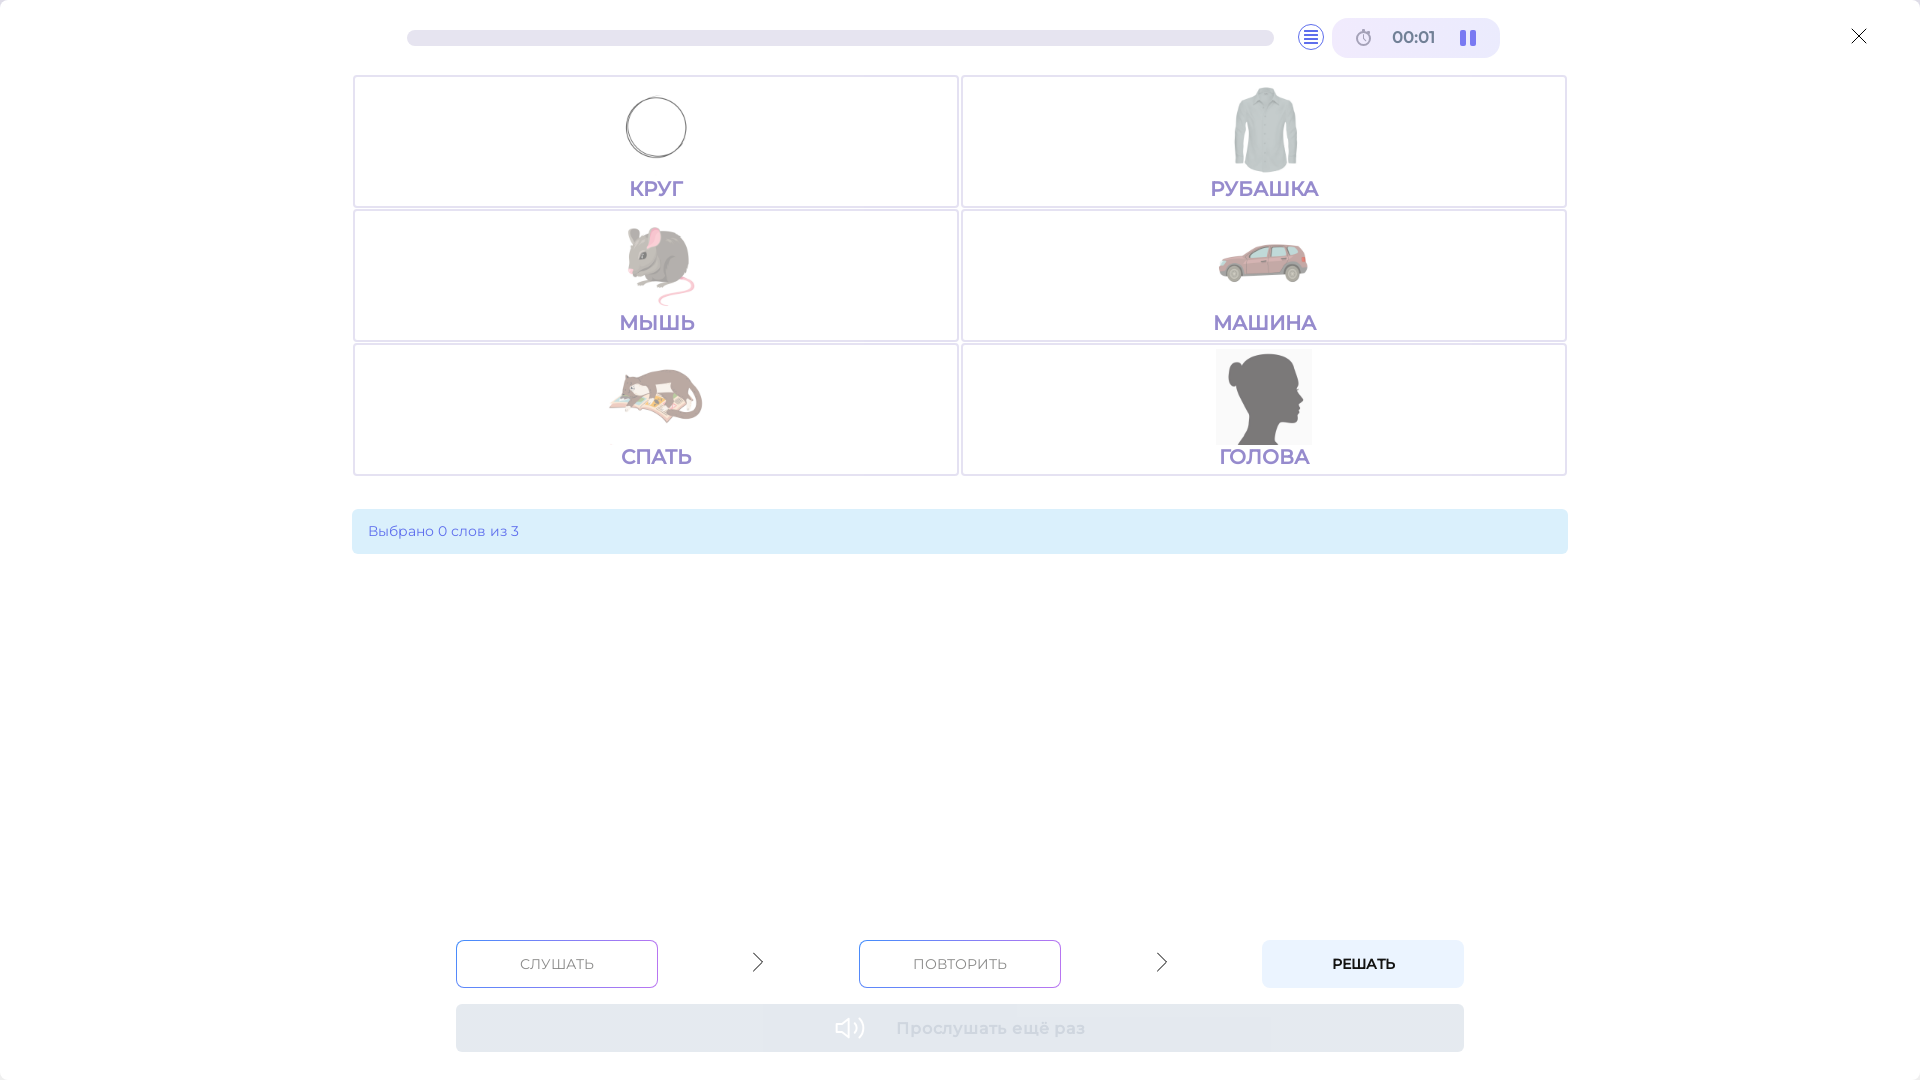 00:01
КРУГ
РУБАШКА
МЫШЬ
МАШИНА
СПАТЬ
ГОЛОВА
Выбрано 0 слов из 3
СЛУШАТЬ
ПОВТОРИТЬ
РЕШАТЬ
Прослушать ещё раз